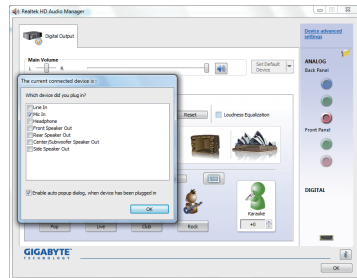 Realtek HD Audio Manager
Digital Output
Device advanced settings
Main Volume
L
R
Set Default Device
ANALOG
Back Panel
The current connected device is :
Which device did you plug in?
Line In
Mic In
Headphone
Front Speaker Out
Rear Speaker Out
Center/Subwoofer Speaker Out
Side Speaker Out
Enable auto popup dialog, when device has been plugged in
OK
Reset
Loudness Equalization
Front Panel
DIGITAL
Karaoke
+0
Pop
Live
Club
Rock
GIGABYTE
TECHNOLOGY
OK